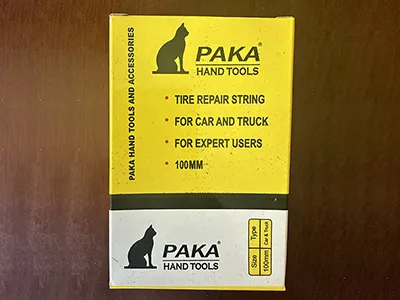 PAKA®
HAND TOOLS
PAKA HAND TOOLS AND ACCESSORIES
• TIRE REPAIR STRING
• FOR CAR AND TRUCK
• FOR EXPERT USERS
• 100MM
PAKA®
HAND TOOLS
Size Type
100mm Car & Truck